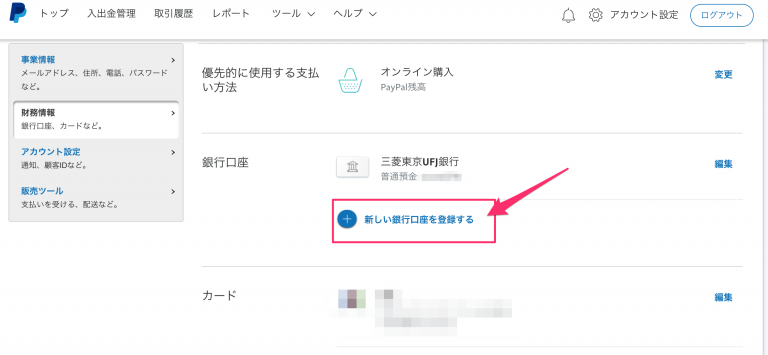 トップ 入出金管理 取引履歴 レポート ツール ヘルプ アカウント設定 ログアウト
事業情報
メールアドレス、住所、電話、パスワード
など。
財務情報
銀行口座、カードなど。
アカウント設定
通知、顧客IDなど。
販売ツール
支払いを受ける、配送など。
優先的に使用する支払
い方法
オンライン購入
PayPal残高
変更
銀行口座
三菱東京UFJ銀行
普通預金
編集
新しい銀行口座を登録する
カード
編集